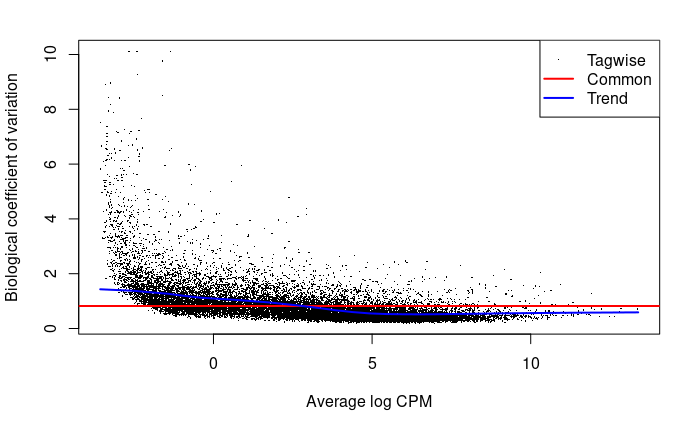 10
8
6
4
2
0
Biological coefficient of variation
Tagwise
Common
Trend
0 5 10
Average log CPM